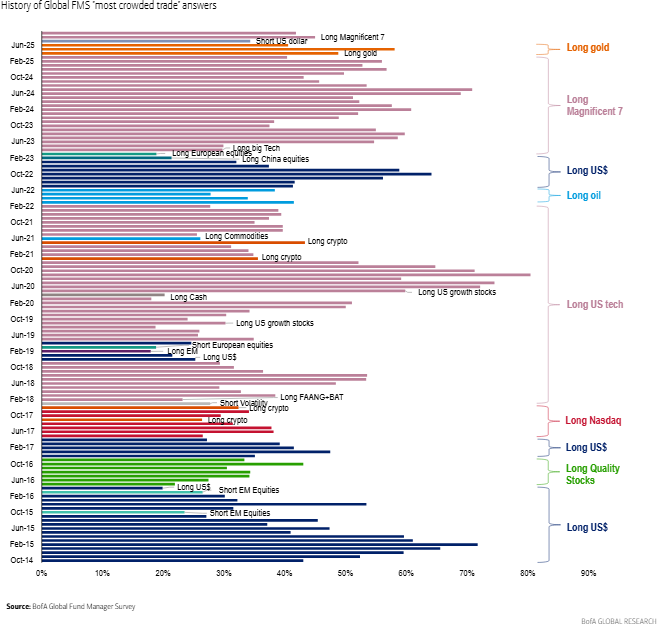 History of Global FMS "most crowded trade" answers
Long Magnificent 7
Short US dollar
Jun-25
Long gold
Long gold
Feb-25
Oct-24
Jun-24
Long
Magnificent 7
Feb-24
Oct-23
Jun-23
Long big Tech
Long European equities
Feb-23
Long China equities
Long US$
Oct-22
Jun-22
Long oil
Feb-22
Oct-21
Jun-21
Long Commodities
Long crypto
Feb-21
Long crypto
Oct-20
Jun-20
Long US growth stocks
Long Cash
Feb-20
Long US tech
Oct-19
Long US growth stocks
Jun-19
Short European equities
Feb-19
Long EM
Long US$
Oct-18
Jun-18
Feb-18
Long FAANG+BAT
Short Volatility
Long crypto
Oct-17
Long crypto
Long Nasdaq
Jun-17
Feb-17
Long US$
Oct-16
Long Quality
Stocks
Jun-16
Long US$
Short EM Equities
Feb-16
Oct-15
Short EM Equities
Jun-15
Long US$
Feb-15
Oct-14
0% 10% 20% 30% 40% 50% 60% 70% 80% 90%
Source: BofA Global Fund Manager Survey
BofA GLOBAL RESEARCH